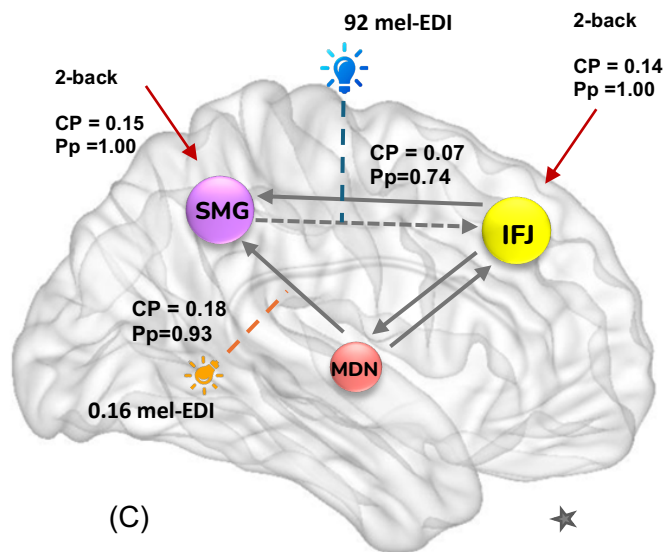 92 mel-EDI
2-back
2-back
CP = 0.14
Pp = 1.00
CP = 0.15
Pp =1.00
CP = 0.07
Pp=0.74
SMG
IFJ
CP = 0.18
Pp=0.93
MDN
0.16 mel-EDI
(C)